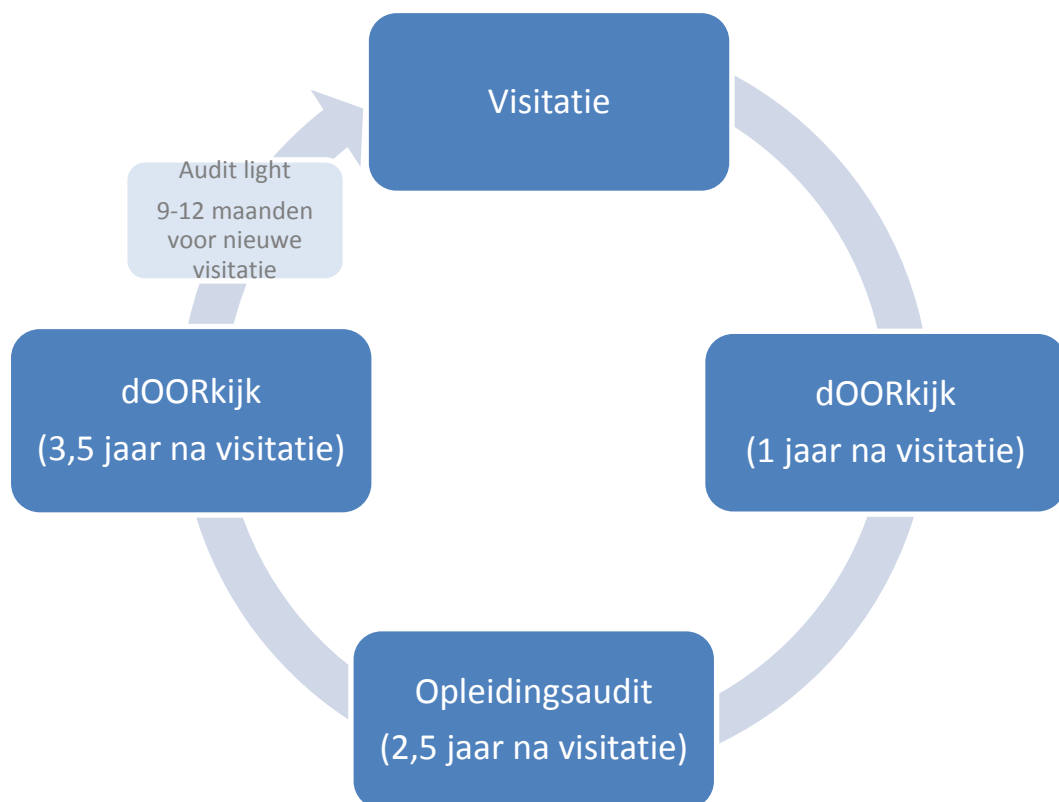 Visitatie
Audit light
9-12 maanden
voor nieuwe
visitatie
dOORkijk
(3,5 jaar na visitatie)
dOORkijk
(1 jaar na visitatie)
Opleidingsaudit
(2,5 jaar na visitatie)